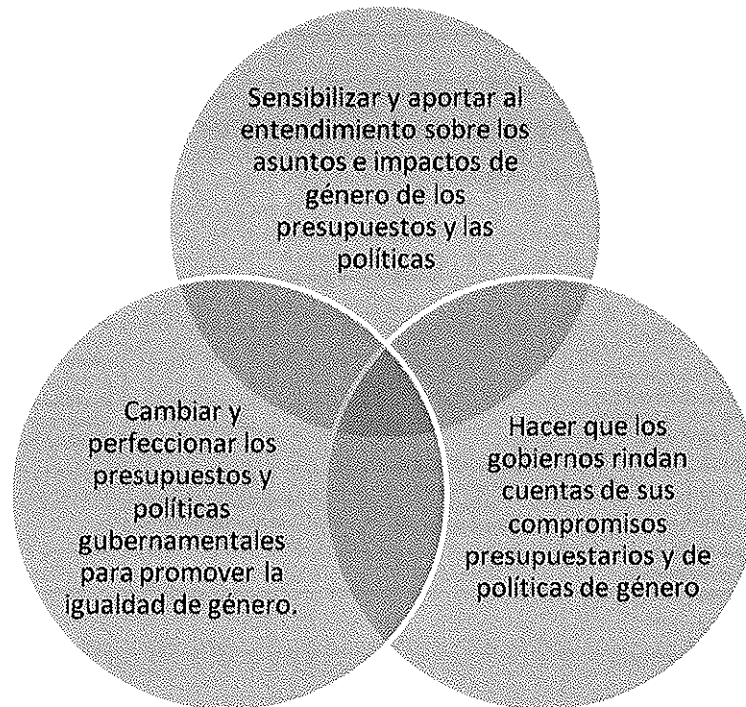 Sensibilizar y aportar al
entendimiento sobre los
asuntos e impactos de
género de los
presupuestos y las
políticas
Cambiar y
perfeccionar los
presupuestos y
políticas
gubernamentales
para promover la
igualdad de género.
Hacer que los
gobiernos rindan
cuentas de sus
compromisos
presupuestarios y de
políticas de género